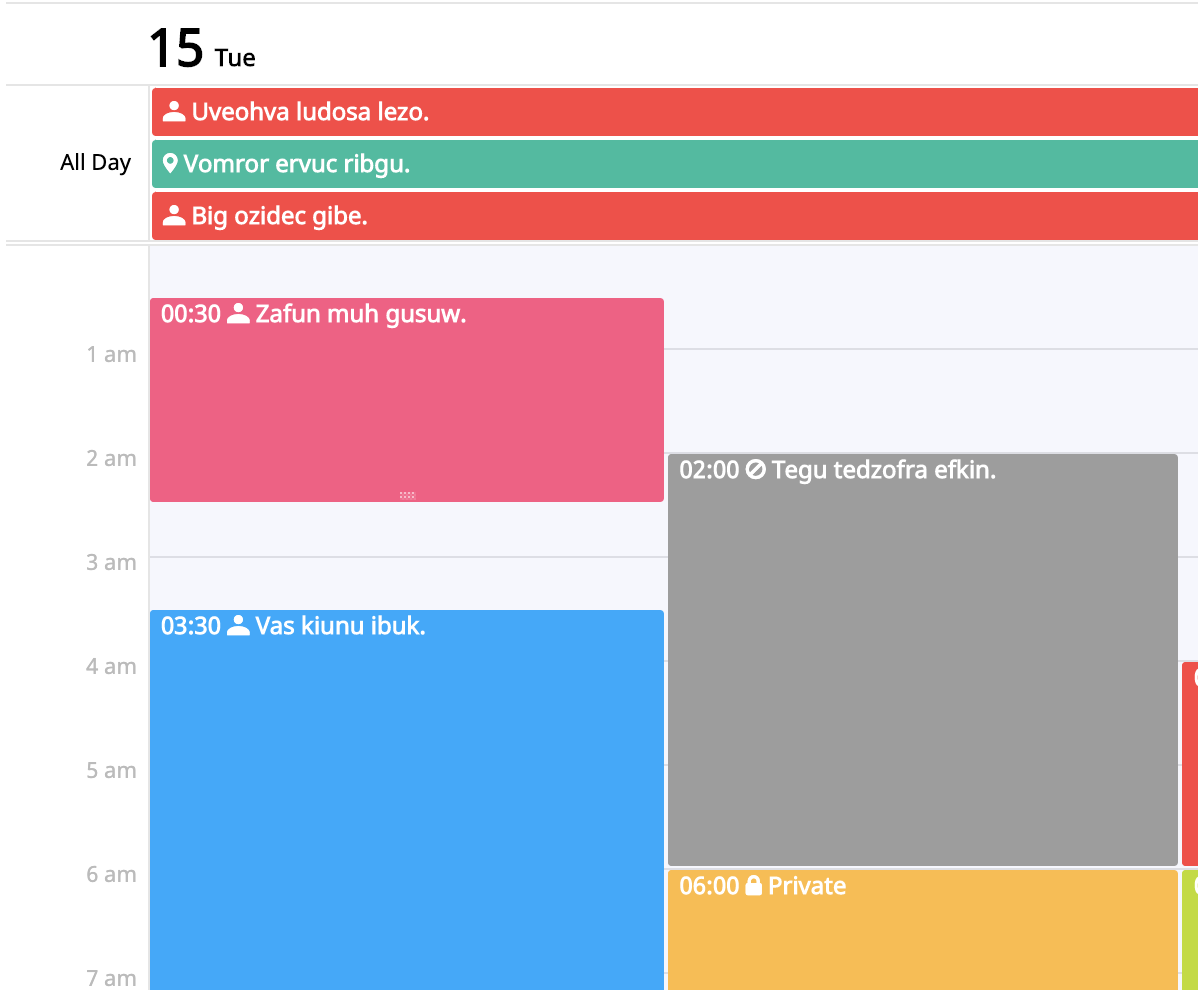 15 Tue
All Day
Uveohva ludosa lezo.
Vomror ervuc ribgu.
Big ozidec gibe.
00:30 Zafun muh gusuw.
1 am
2 am
02:00 Tegu tedzofra efkin.
3 am
03:30 Vas kiunu ibuk.
4 am
5 am
6 am
06:00 Private
7 am